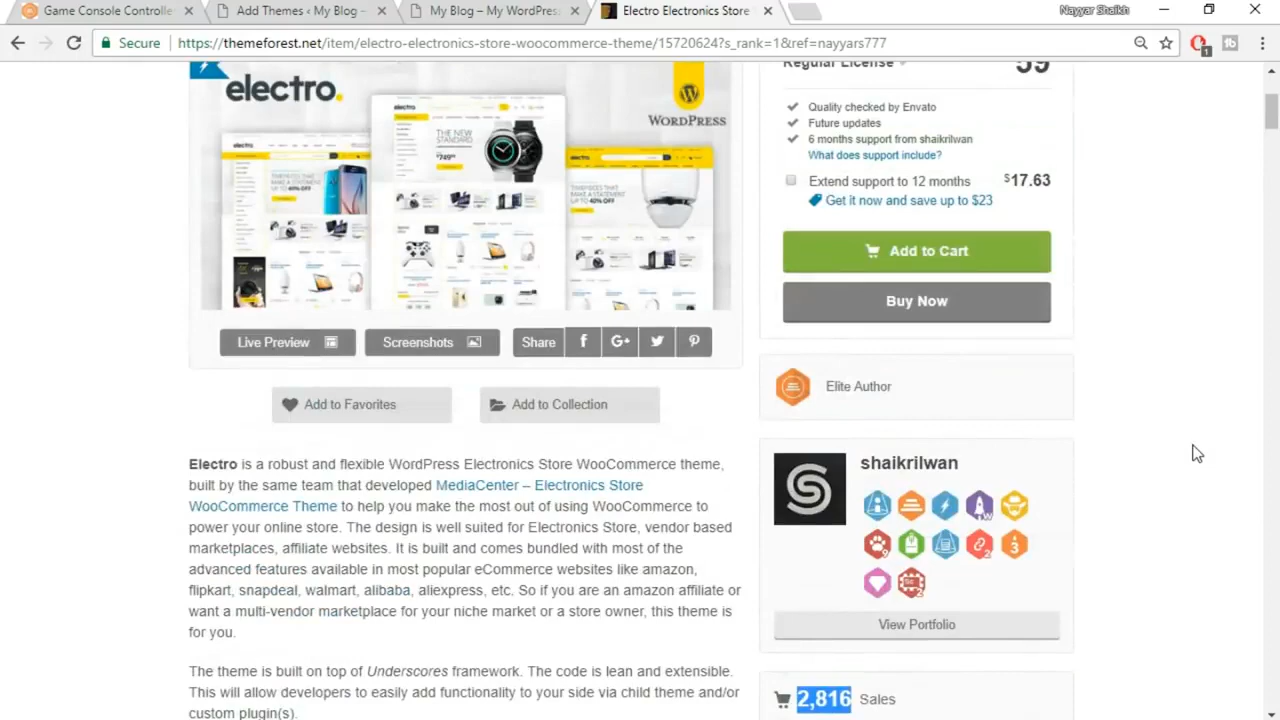 Game Console Controlle
Add Themes ‹ My Blog -
My Blog – My WordPres
Electro Electronics Store
Nayyar Shaikh
Secure
https://themeforest.net/item/electro-electronics-store-woocommerce-theme/15720624?s_rank=1&ref=nayyars777
1
electro.
WORDPRESS
electro
THE NEW
STANDARD
Live Preview
Screenshots
Share
Add to Favorites
Add to Collection
Electro is a robust and flexible WordPress Electronics Store WooCommerce theme,
built by the same team that developed MediaCenter – Electronics Store
WooCommerce Theme to help you make the most out of using WooCommerce to
power your online store. The design is well suited for Electronics Store, vendor based
marketplaces, affiliate websites. It is built and comes bundled with most of the
advanced features available in most popular eCommerce websites like amazon,
flipkart, snapdeal, walmart, alibaba, aliexpress, etc. So if you are an amazon affiliate or
want a multi-vendor marketplace for your niche market or a store owner, this theme is
for you.
The theme is built on top of Underscores framework. The code is lean and extensible.
This will allow developers to easily add functionality to your side via child theme and/or
custom plugin(s).
Regular License
59
Quality checked by Envato
Future updates
6 months support from shaikrilwan
What does support include?
Extend support to 12 months $17.63
Get it now and save up to $23
Add to Cart
Buy Now
Elite Author
shaikrilwan
View Portfolio
2,816 Sales